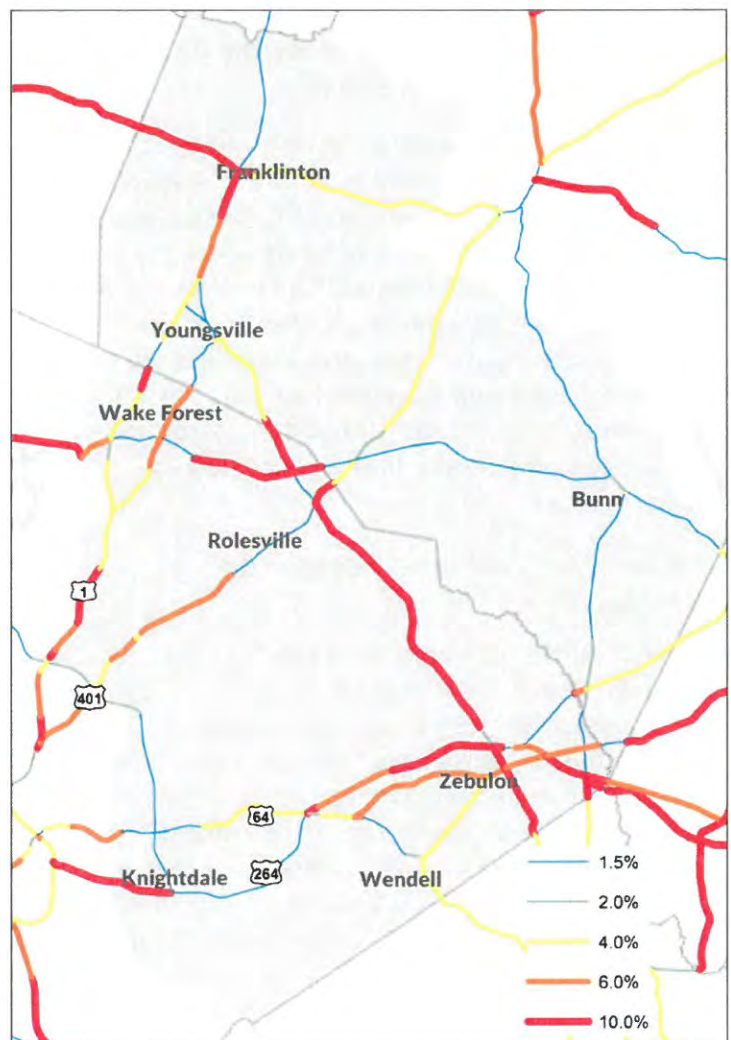 Franklinton
Youngsville
Wake Forest
Bunn
Rolesville
1
401
Zebulon
64
Knightdale
264
Wendell
1.5%
2.0%
4.0%
6.0%
10.0%